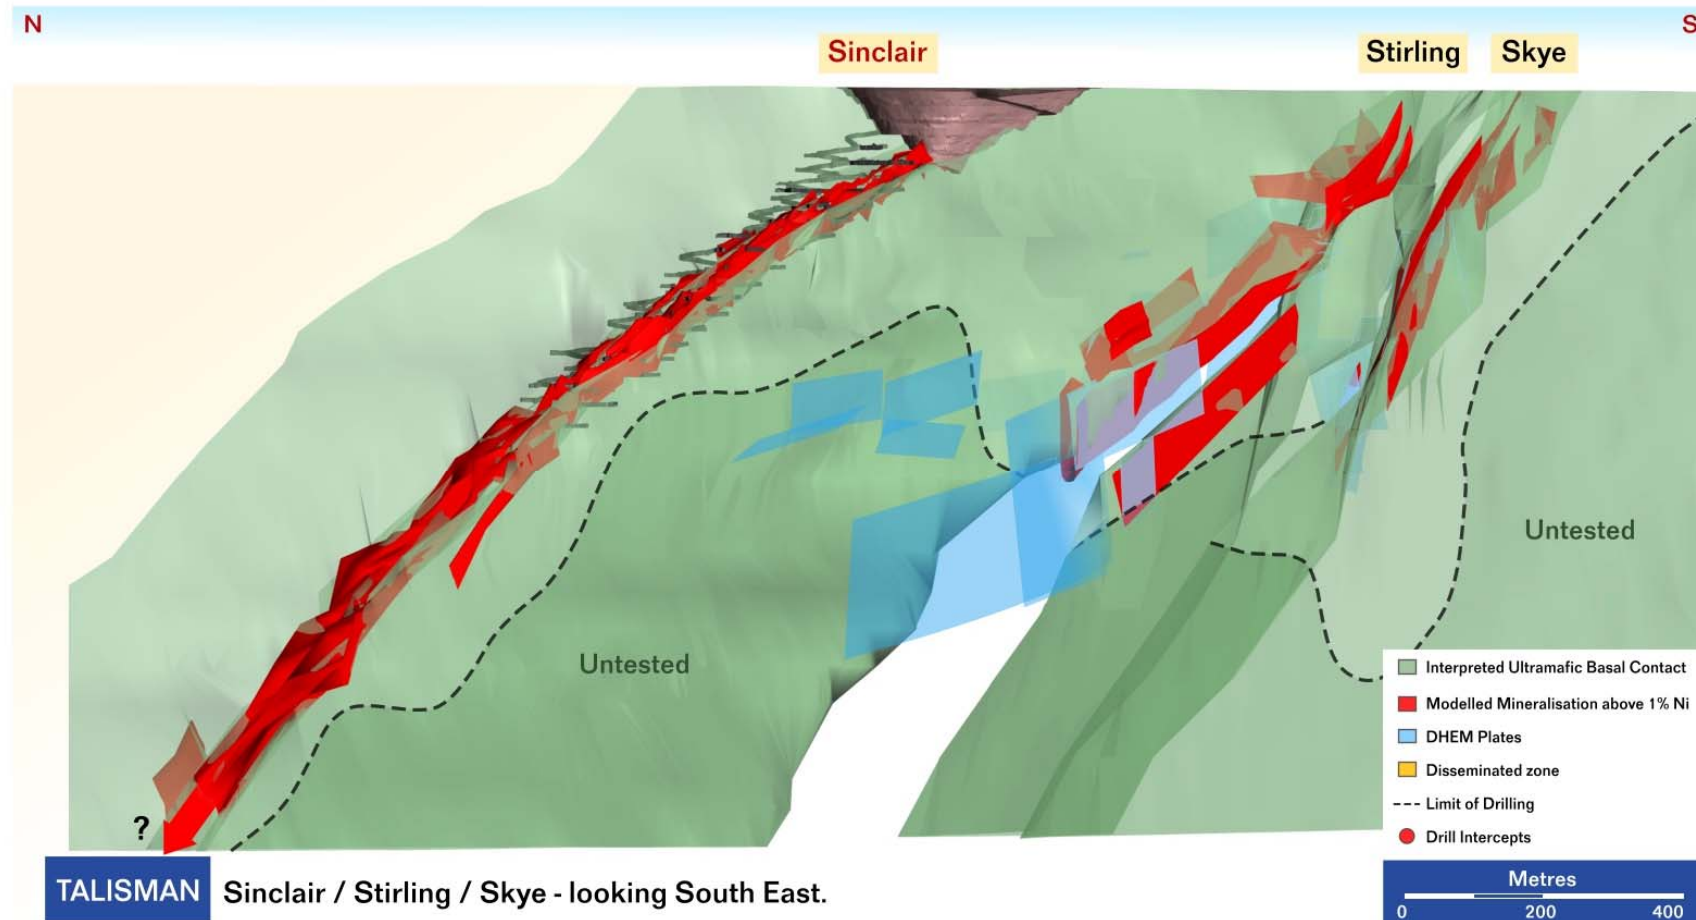 N
S
Sinclair
Stirling
Skye
Untested
Untested
Interpreted Ultramafic Basal Contact
Modelled Mineralisation above 1% Ni
DHEM Plates
Disseminated zone
Limit of Drilling
Drill Intercepts
?
TALISMAN
Sinclair / Stirling / Skye - looking South East.
Metres
0 200 400